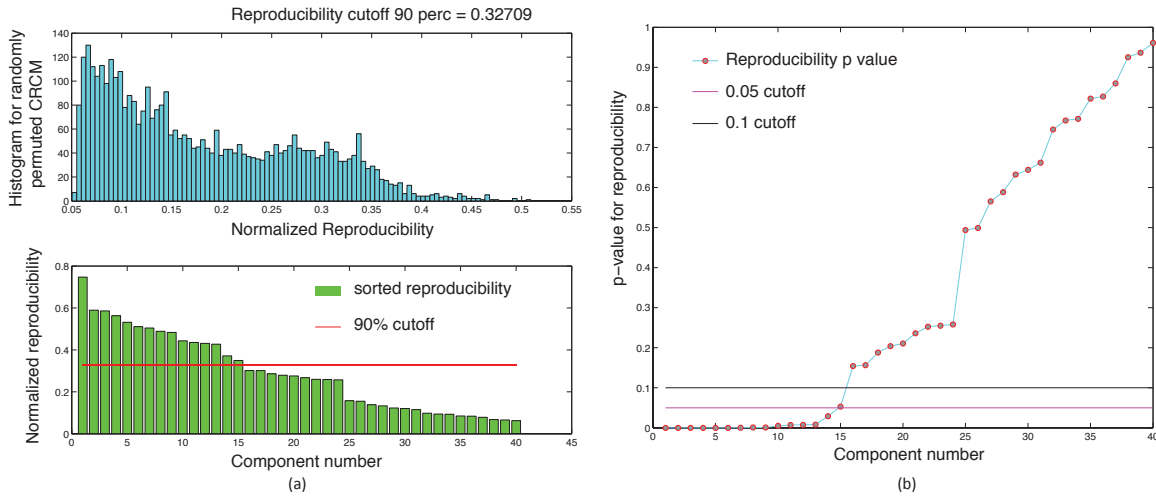 Reproducibility cutoff 90 perc = 0.32709
Histogram for randomly
permuted CRCM
140
120
100
80
60
40
20
0
0.05 0.1 0.15 0.2 0.25 0.3 0.35 0.4 0.45 0.5 0.55
Normalized Reproducibility
Normalized reproducibility
0.8
0.6
0.4
0.2
0
sorted reproducibility
90% cutoff
0 5 10 15 20 25 30 35 40 45
Component number
(a)
p-value for reproducibility
1
0.9
0.8
0.7
0.6
0.5
0.4
0.3
0.2
0.1
0
Reproducibility p value
0.05 cutoff
0.1 cutoff
0 5 10 15 20 25 30 35 40
Component number
(b)